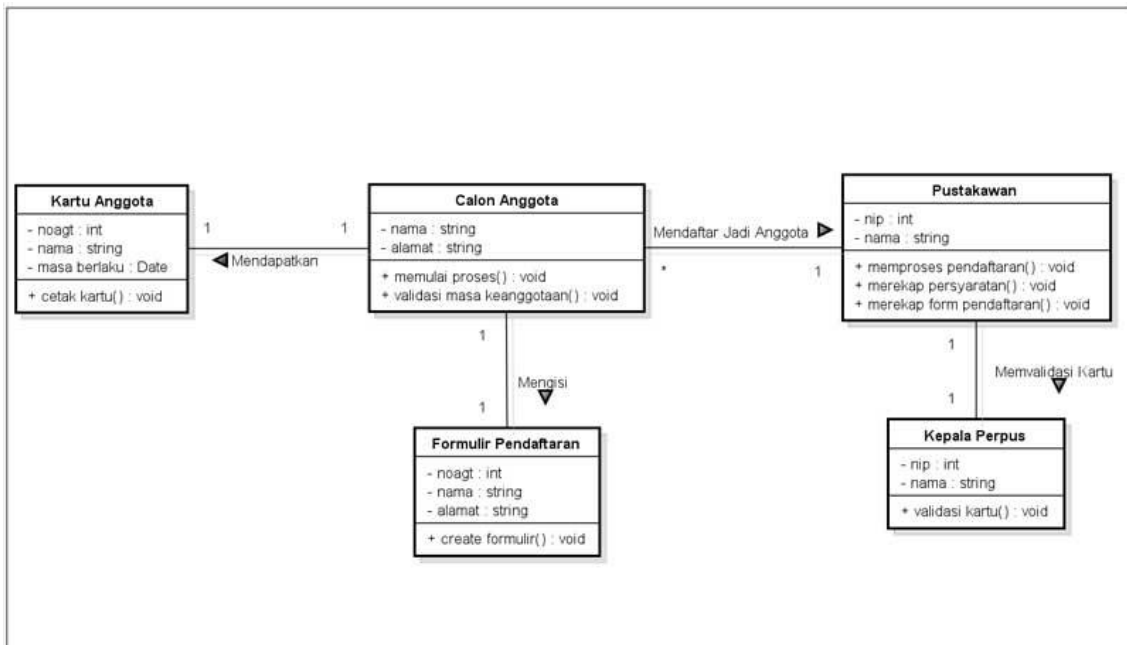 Kartu Anggota
- noagt : int
- nama : string
- masa berlaku : Date
+ cetak kartu() : void
1
1
Mendapatkan
Calon Anggota
- nama : string
- alamat : string
+ memulai proses() : void
+ validasi masa keanggotaan() : void
Mendaftar Jadi Anggota
*
1
Pustakawan
- nip : int
- nama : string
+ memproses pendaftaran() : void
+ merekap persyaratan() : void
+ merekap form pendaftaran() : void
1
Mengisi
1
Formulir Pendaftaran
- noagt : int
- nama : string
- alamat : string
+ create formulir() : void
1
Memvalidasi Kartu
1
Kepala Perpus
- nip : int
- nama : string
+ validasi kartu() : void